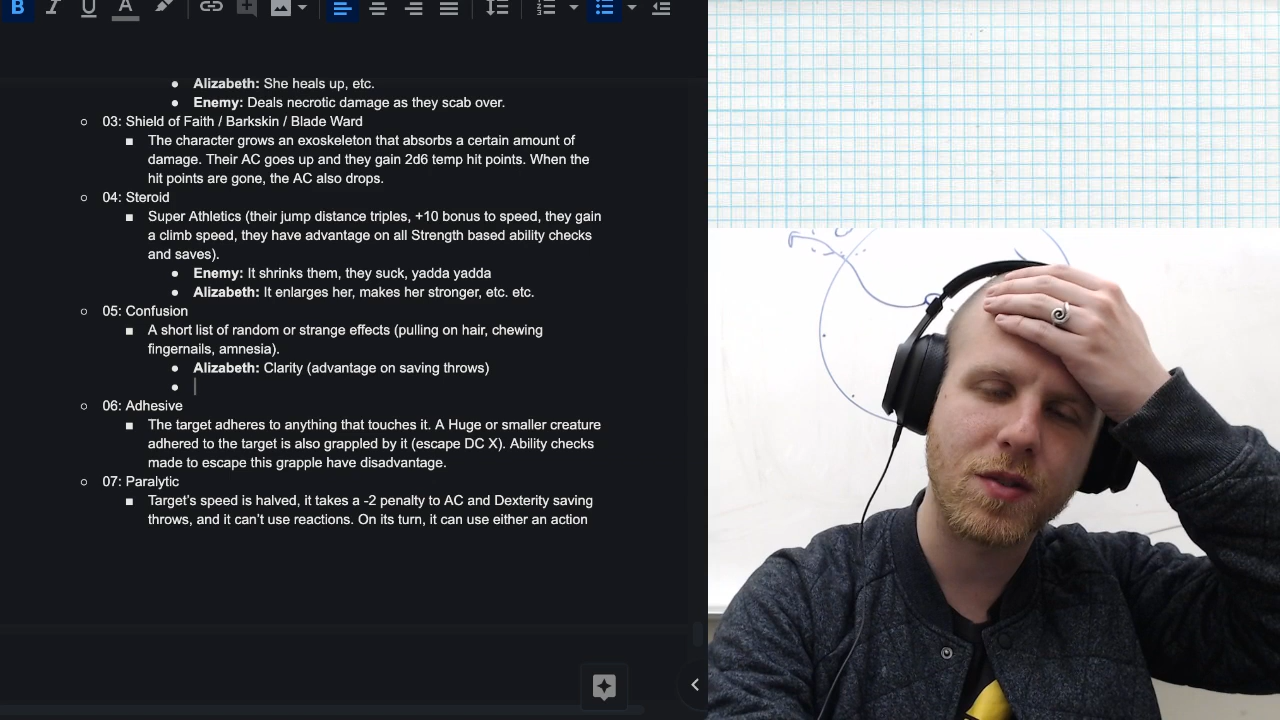 Alizabeth: She heals up, etc.
Enemy: Deals necrotic damage as they scab over.
03: Shield of Faith / Barkskin / Blade Ward
The character grows an exoskeleton that absorbs a certain amount of
damage. Their AC goes up and they gain 2d6 temp hit points. When the
hit points are gone, the AC also drops.
04: Steroid
Super Athletics (their jump distance triples, +10 bonus to speed, they gain
a climb speed, they have advantage on all Strength based ability checks
and saves).
Enemy: It shrinks them, they suck, yadda yadda
Alizabeth: It enlarges her, makes her stronger, etc. etc.
05: Confusion
A short list of random or strange effects (pulling on hair, chewing
fingernails, amnesia).
Alizabeth: Clarity (advantage on saving throws)
06: Adhesive
The target adheres to anything that touches it. A Huge or smaller creature
adhered to the target is also grappled by it (escape DC X). Ability checks
made to escape this grapple have disadvantage.
07: Paralytic
Target's speed is halved, it takes a -2 penalty to AC and Dexterity saving
throws, and it can't use reactions. On its turn, it can use either an action